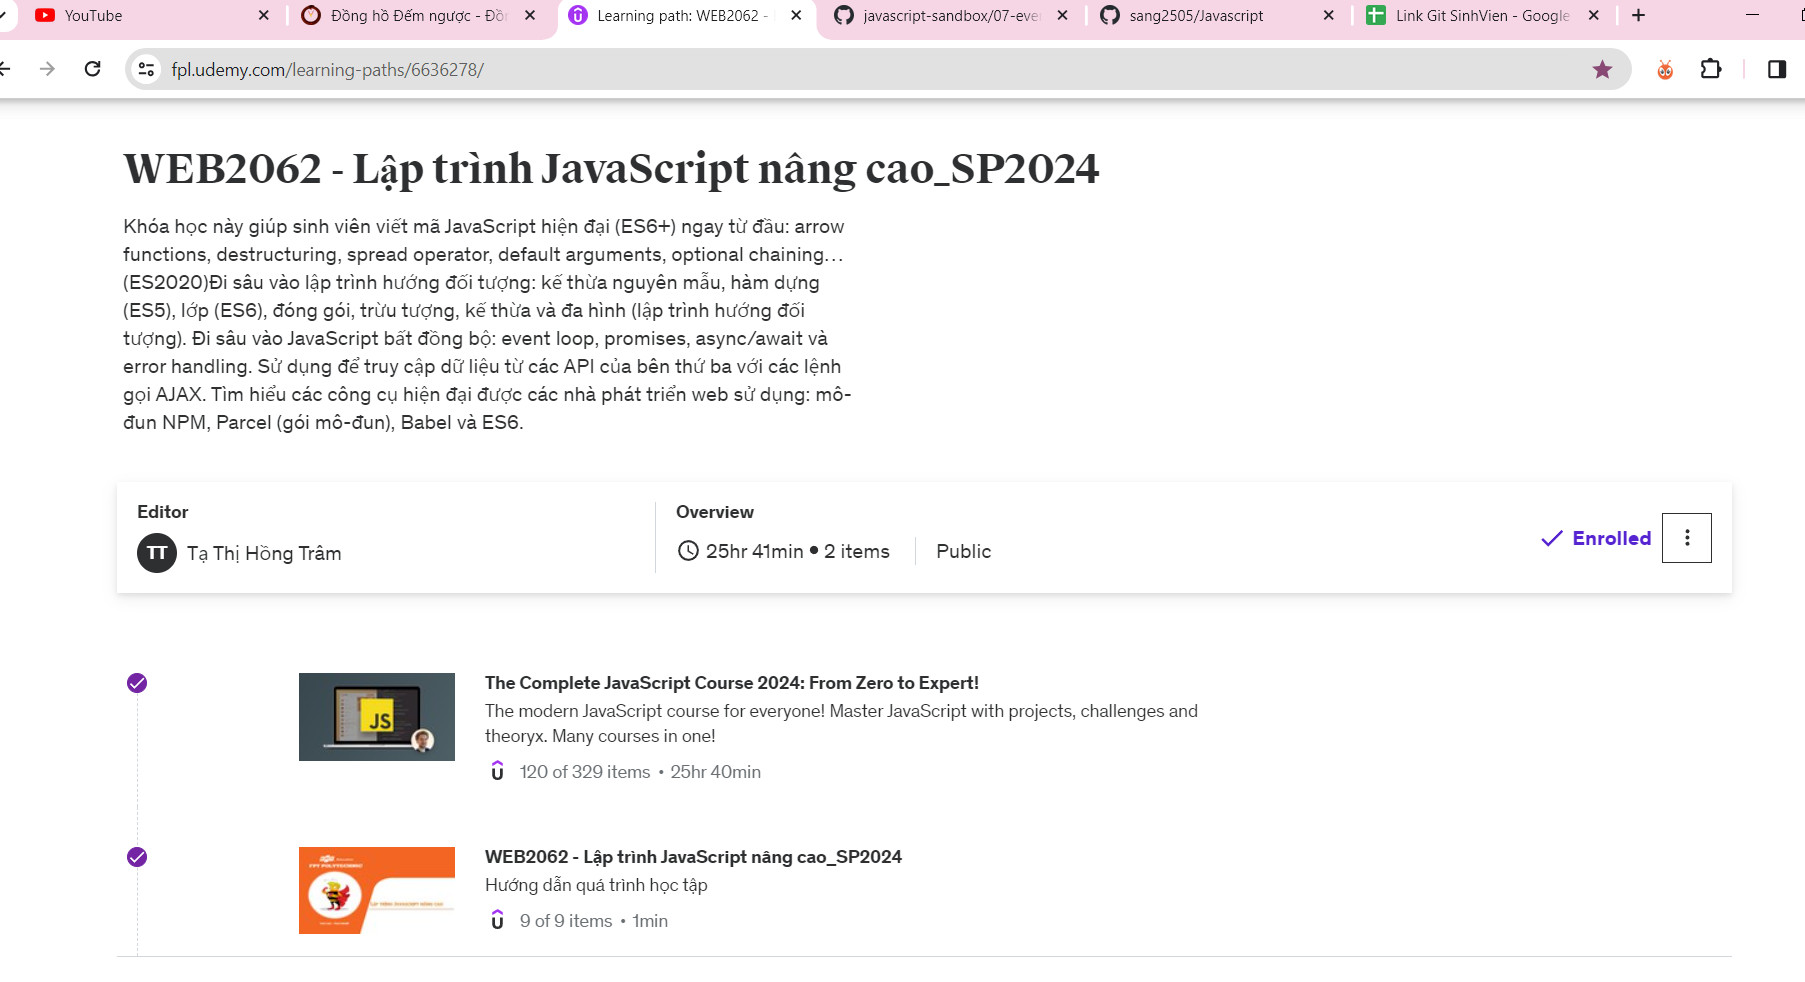 YouTube
Đồng hồ Đếm ngược - Đồn
Learning path: WEB2062 -
javascript-sandbox/07-eve
sang2505/Javascript
Link Git SinhVien - Google
fpl.udemy.com/learning-paths/6636278/
WEB2062 - Lập trình JavaScript nâng cao_SP2024
Khóa học này giúp sinh viên viết mã JavaScript hiện đại (ES6+) ngay từ đầu: arrow
functions, destructuring, spread operator, default arguments, optional chaining…
(ES2020)Đi sâu vào lập trình hướng đối tượng: kế thừa nguyên mẫu, hàm dựng
(ES5), lớp (ES6), đóng gói, trừu tượng, kế thừa và đa hình (lập trình hướng đối
tượng). Đi sâu vào JavaScript bất đồng bộ: event loop, promises, async/await và
error handling. Sử dụng để truy cập dữ liệu từ các API của bên thứ ba với các lệnh
gọi AJAX. Tìm hiểu các công cụ hiện đại được các nhà phát triển web sử dụng: mô-
đun NPM, Parcel (gói mô-đun), Babel và ES6.
Editor
TT Tạ Thị Hồng Trâm
Overview
25hr 41min • 2 items
Public
Enrolled
JS
The Complete JavaScript Course 2024: From Zero to Expert!
The modern JavaScript course for everyone! Master JavaScript with projects, challenges and
theoryx. Many courses in one!
120 of 329 items • 25hr 40min
FPT POLYTECHNIC
LẬP TRÌNH JAVASCRIPT NÂNG CAO
WEB2062 - Lập trình JavaScript nâng cao_SP2024
Hướng dẫn quá trình học tập
9 of 9 items • 1min